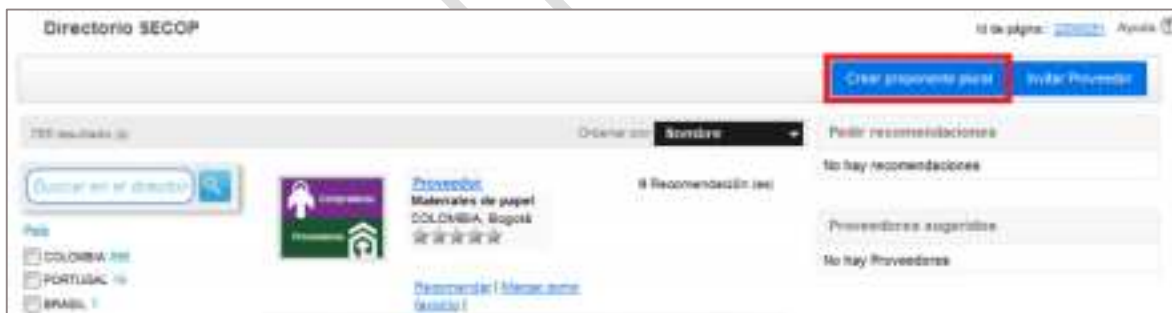 Directorio SECOP
Id de página: Ayuda
Crear proponente plural Invitar Proveedor
resultado (s) Ordenar por Nombre
Pedir recomendaciones
No hay recomendaciones
Buscar en el directorio
Proveedor
Materiales de papel
COLOMBIA, Bogotá
Recomendación (es)
Proveedores sugeridos
No hay Proveedores
País
COLOMBIA
PORTUGAL
BRASIL
Recomendar | Marcar como
favorito |